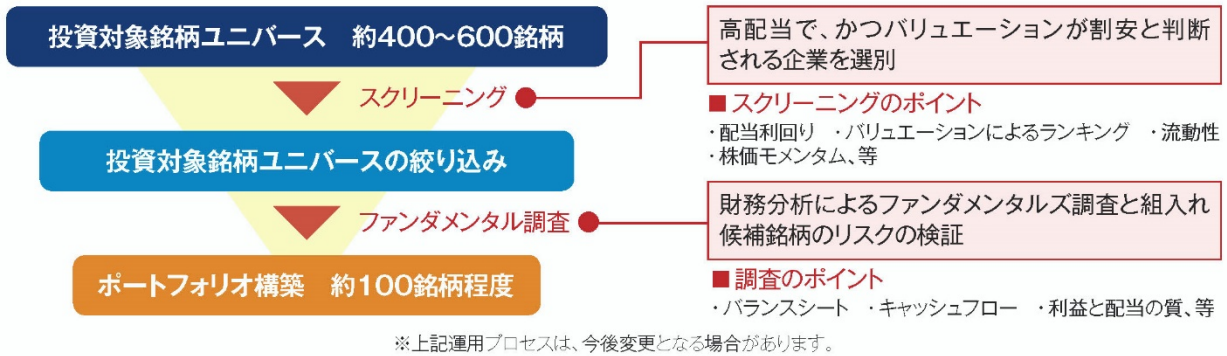 投資対象銘柄ユニバース 約400〜600銘柄
スクリーニング
高配当で、かつバリュエーションが割安と判断
される企業を選別
■スクリーニングのポイント
・配当利回り ・バリュエーションによるランキング ・流動性
・株価モメンタム、等
投資対象銘柄ユニバースの絞り込み
ファンダメンタル調査
財務分析によるファンダメンタルズ調査と組入れ
候補銘柄のリスクの検証
■調査のポイント
・バランスシート ・キャッシュフロー ・利益と配当の質、等
ポートフォリオ構築 約100銘柄程度
※上記運用プロセスは、今後変更となる場合があります。